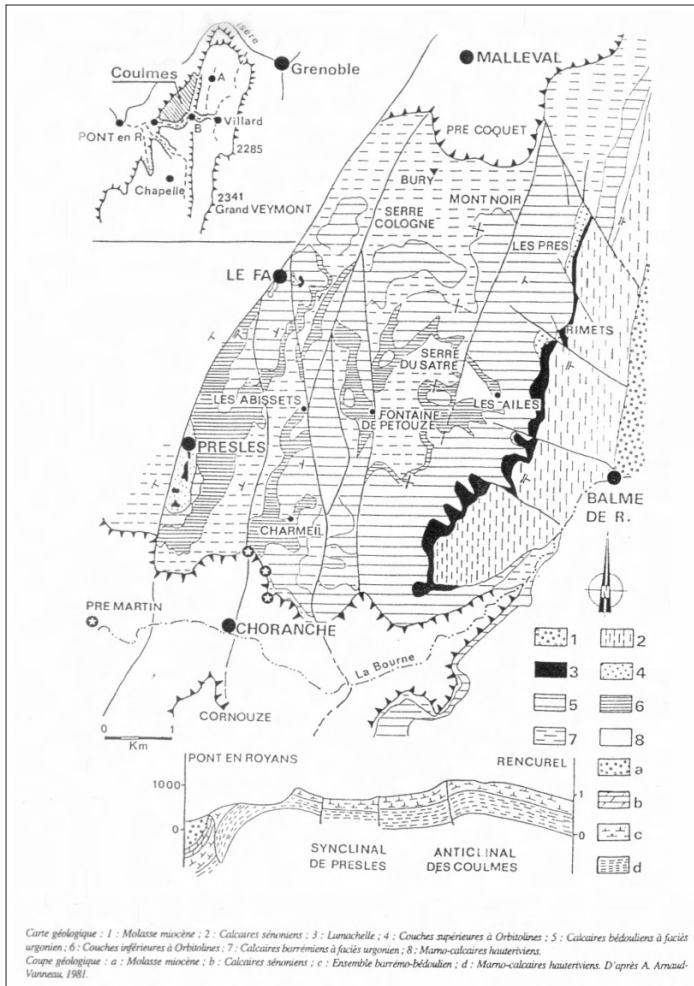 Isère
Grenoble
Coulmes
A
PONT en R.
B
Villard
2285
Chapelle
2341
Grand VEYMONT
MALLEVAL
PRE COQUET
BURY
MONT NOIR
SERRE
COLOGNE
LES PRES
LE FA
RIMETS
SERRE
DU SATRE
LES ABISSETS
LES AILES
FONTAINE
DE PETOUZE
PRESLES
BALME
DE R.
CHARMEIL
PRE MARTIN
CHORANCHE
La Bourne
CORNOUZE
0 1
Km
1 2
3 4
5 6
7 8
a
b
c
d
PONT EN ROYANS RENCUREL
1000
0
1
0
SYNCLINAL
DE PRESLES
ANTICLINAL
DES COULMES
Carte géologique : 1 : Molasse miocène ; 2 : Calcaires sénoniens ; 3 : Lumachelle ; 4 : Couches supérieures à Orbitolines ; 5 : Calcaires bédouliens à faciès
urgonien ; 6 : Couches inférieures à Orbitolines ; 7 : Calcaires barrémiens à faciès urgonien ; 8 : Marno-calcaires hauteriviens.
Coupe géologique : a : Molasse miocène ; b : Calcaires sénoniens ; c : Ensemble barrémo-bédoulien ; d : Marno-calcaires hauteriviens. D'après A. Arnaud-
Vanneau, 1981.